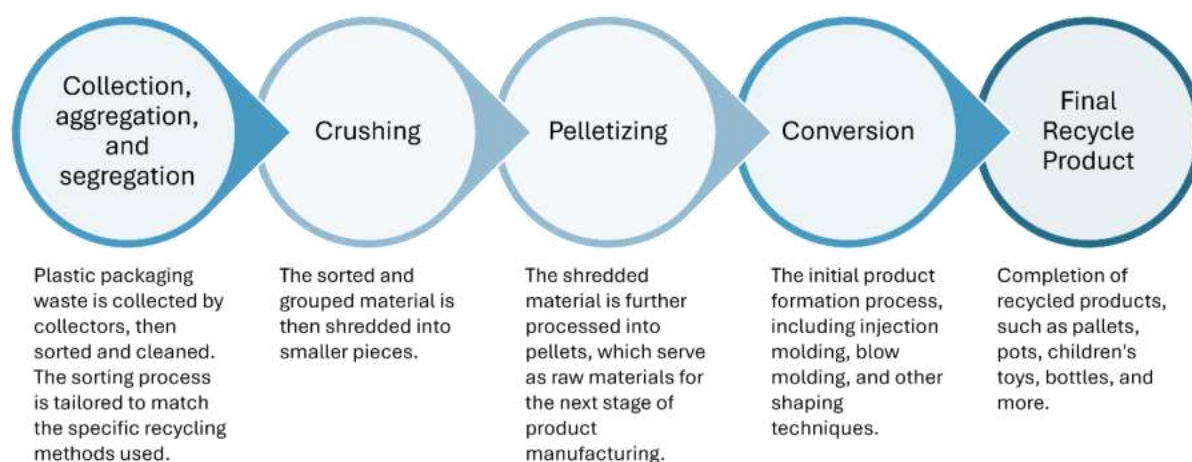 Collection,
aggregation,
and
segregation
Crushing
Pelletizing
Conversion
Final
Recycle
Product
Plastic packaging
waste is collected by
collectors, then
sorted and cleaned.
The sorting process
is tailored to match
the specific recycling
methods used.
The sorted and
grouped material is
then shredded into
smaller pieces.
The shredded
material is further
processed into
pellets, which serve
as raw materials for
the next stage of
product
manufacturing.
The initial product
formation process,
including injection
molding, blow
molding, and other
shaping
techniques.
Completion of
recycled products,
such as pallets,
pots, children's
toys, bottles, and
more.